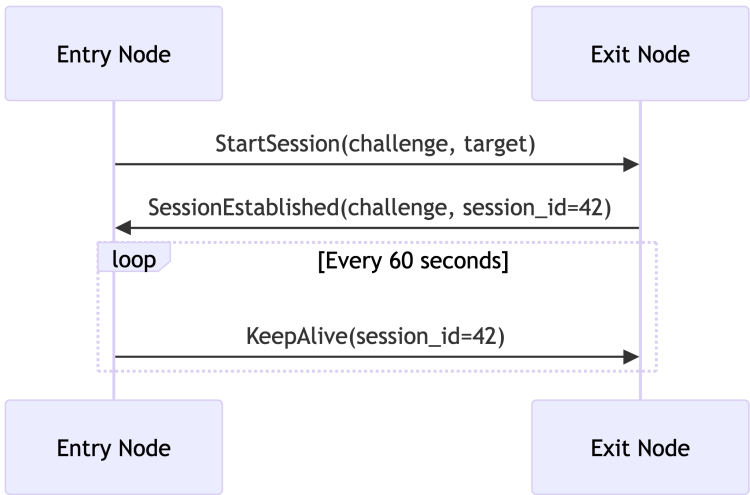 Entry Node
Exit Node
StartSession(challenge, target)
SessionEstablished(challenge, session_id=42)
loop
[Every 60 seconds]
KeepAlive(session_id=42)
Entry Node
Exit Node